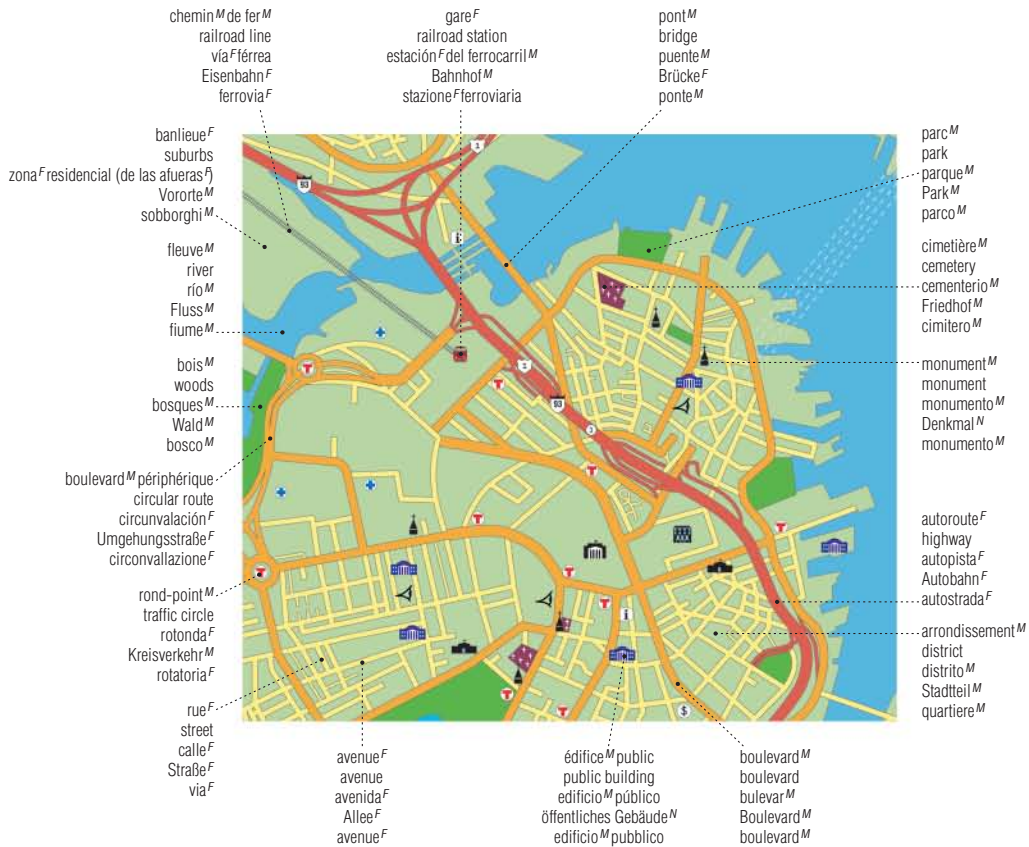 chemin M de fer M
railroad line
vía F férrea
Eisenbahn F
ferrovia F
gare F
railroad station
estación F del ferrocarril M
Bahnhof M
stazione F ferroviaria
pont M
bridge
puente M
Brücke F
ponte M
banlieue F
suburbs
zona F residencial (de las afueras F)
Vororte M
sobborghi M
fleuve M
river
río M
Fluss M
fiume M
bois M
woods
bosques M
Wald M
bosco M
boulevard M périphérique
circular route
circunvalación F
Umgehungsstraße F
circonvallazione F
rond-point M
traffic circle
rotonda F
Kreisverkehr M
rotatoria F
rue F
street
calle F
Straße F
via F
avenue F
avenue
avenida F
Allee F
avenue F
édifice M public
public building
edificio M público
öffentliches Gebäude N
edificio M pubblico
boulevard M
boulevard
bulevar M
Boulevard M
boulevard M
parc M
park
parque M
Park M
parco M
cimetière M
cemetery
cementerio M
Friedhof M
cimitero M
monument M
monument
monumento M
Denkmal N
monumento M
autoroute F
highway
autopista F
Autobahn F
autostrada F
arrondissement M
district
distrito M
Stadtteil M
quartiere M
1
93
i
T
T
93
T
T
T
T
T
T
i
T
T
$